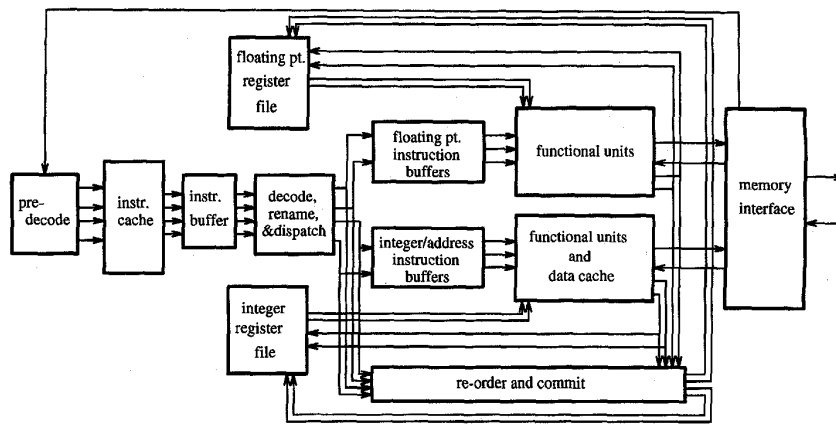 floating pt.
register
file
pre-
decode
instr.
cache
instr.
buffer
decode,
rename,
&dispatch
floating pt.
instruction
buffers
functional units
memory
interface
integer/address
instruction
buffers
functional units
and
data cache
integer
register
file
re-order and commit